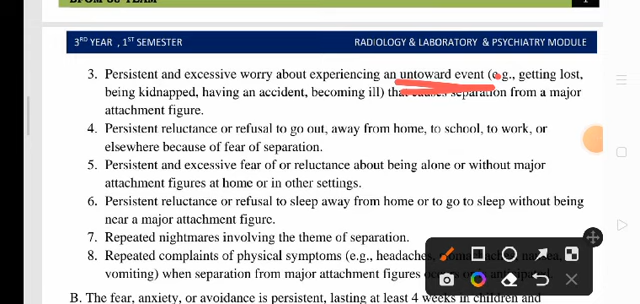 3RD YEAR , 1ST SEMESTER RADIOLOGY & LABORATORY & PSYCHIATRY MODULE
3. Persistent and excessive worry about experiencing an untoward event (e.g., getting lost,
being kidnapped, having an accident, becoming ill) that causes separation from a major
attachment figure.
4. Persistent reluctance or refusal to go out, away from home, to school, to work, or
elsewhere because of fear of separation.
5. Persistent and excessive fear of or reluctance about being alone or without major
attachment figures at home or in other settings.
6. Persistent reluctance or refusal to sleep away from home or to go to sleep without being
near a major attachment figure.
7. Repeated nightmares involving the theme of separation.
8. Repeated complaints of physical symptoms (e.g., headaches,
vomiting) when separation from major attachment figures
B. The fear, anxiety, or avoidance is persistent, lasting at least 4 weeks in children and